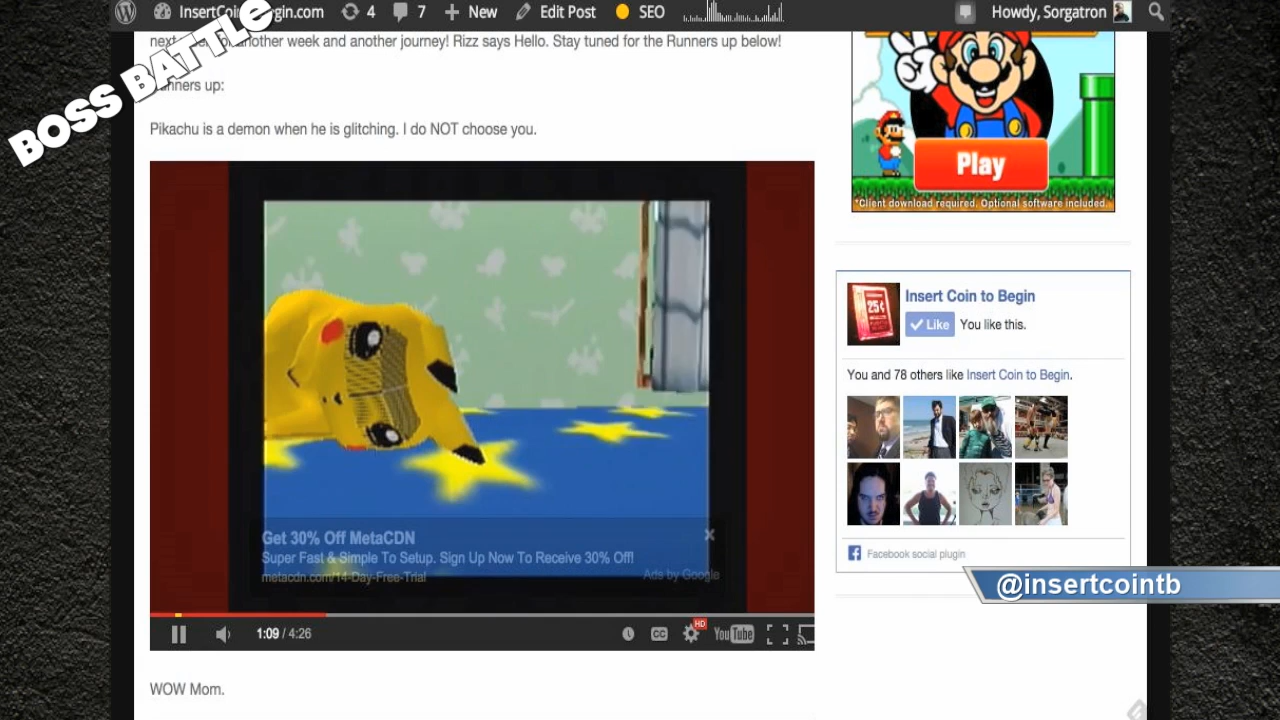 InsertCoi
4
7
New
Edit Post
SEO
Howdy, Sorgatron
BOSS BATTLE
another week and another journey! Rizz says Hello. Stay tuned for the Runners up below!
up:
Pikachu is a demon when he is glitching. I do NOT choose you.
Play
*Client download required. Optional software included.
25¢
Insert Coin to Begin
Like
You like this.
You and 78 others like Insert Coin to Begin.
Get 30% Off MetaCDN
Super Fast & Simple To Setup. Sign Up Now To Receive 30% Off!
metacdn.com/14-Day-Free-Trial
Ads by Google
Facebook social plugin
@insertcointb
1:09 / 4:26
CC
HD
YouTube
WOW Mom.